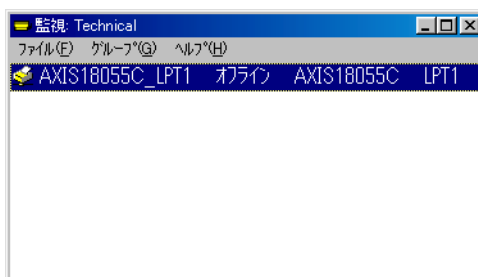 監視: Technical
ファイル(F) グループ(G) ヘルプ(H)
AXIS18055C_LPT1 オフライン AXIS18055C LPT1